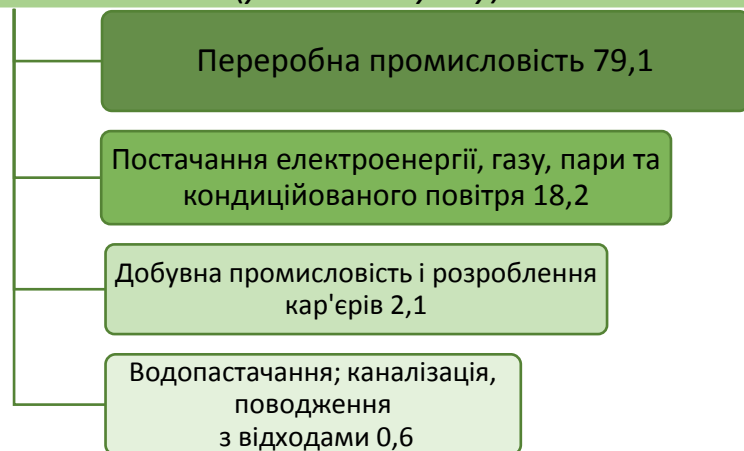 Переробна промисловість 79,1
Постачання електроенергії, газу, пари та
кондиційованого повітря 18,2
Добувна промисловість і розроблення
кар'єрів 2,1
Водопастачання; каналізація,
поводження
з відходами 0,6